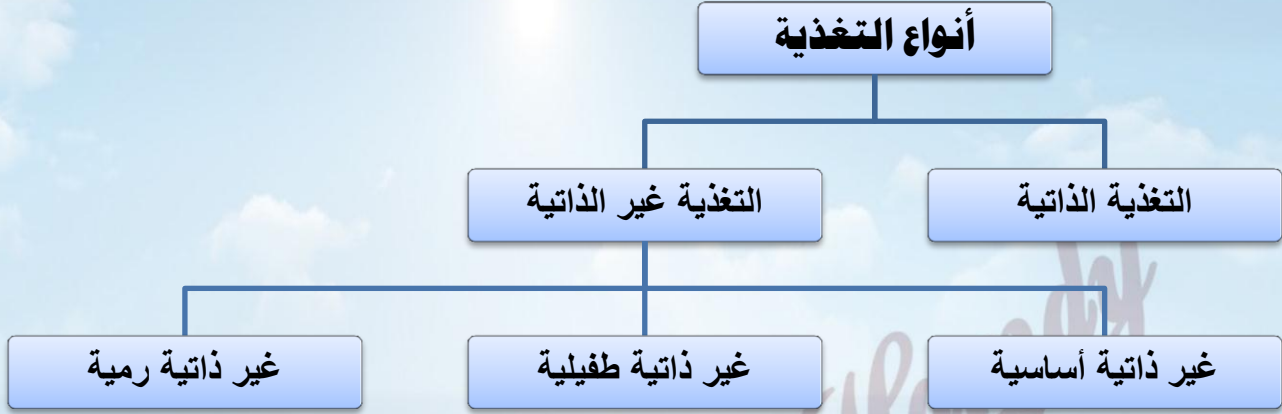 أنواع التغذية
التغذية الذاتية
التغذية غير الذاتية
غير ذاتية أساسية
غير ذاتية طفيلية
غير ذاتية رمية